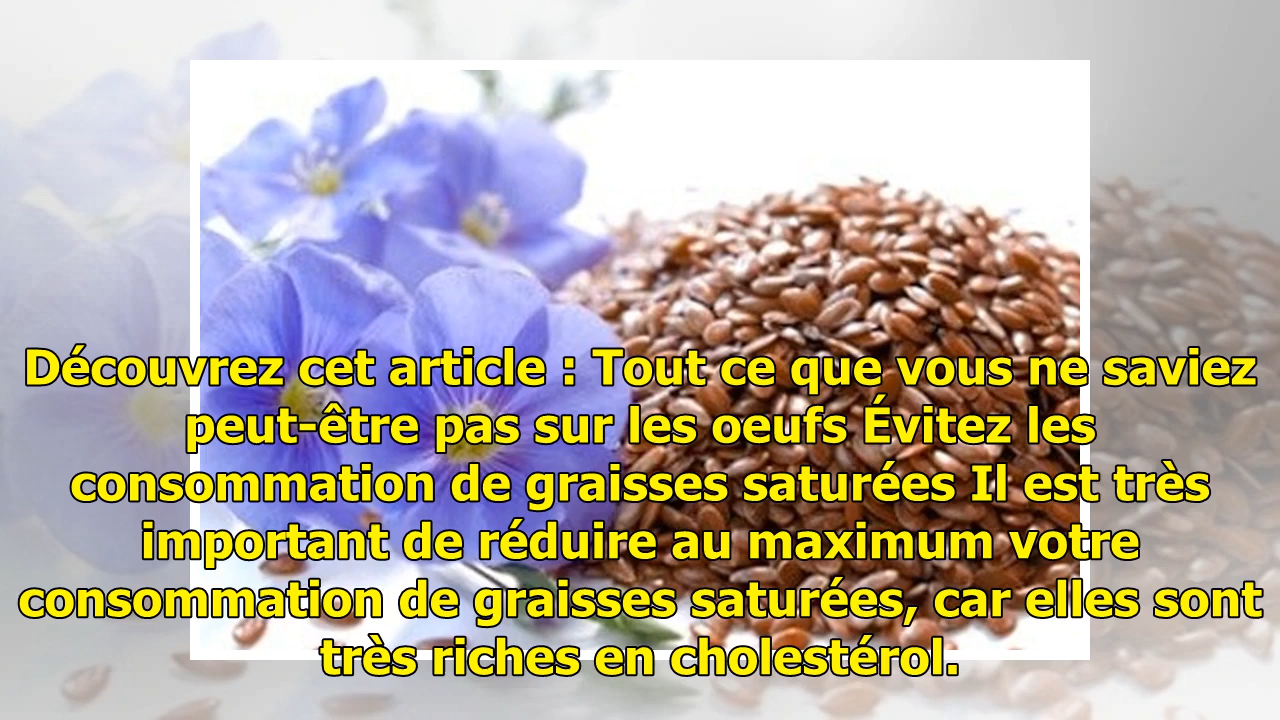 Découvrez cet article : Tout ce que vous ne saviez
peut-être pas sur les oeufs Évitez les
consommation de graisses saturées Il est très
important de réduire au maximum votre
consommation de graisses saturées, car elles sont
très riches en cholestérol.